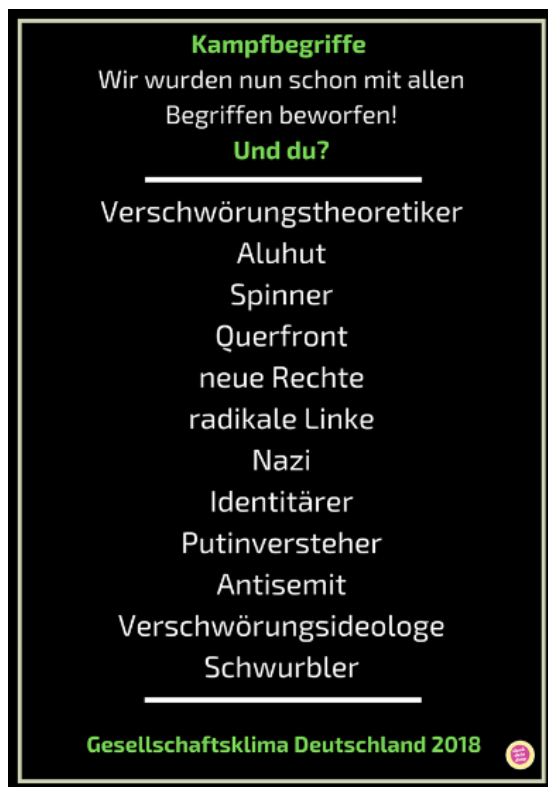 Kampfbegriffe
Wir wurden nun schon mit allen
Begriffen beworfen!
Und du?
Verschwörungstheoretiker
Aluhut
Spinner
Querfront
neue Rechte
radikale Linke
Nazi
Identitärer
Putinversteher
Antisemit
Verschwörungsideologe
Schwurbler
Gesellschaftsklima Deutschland 2018